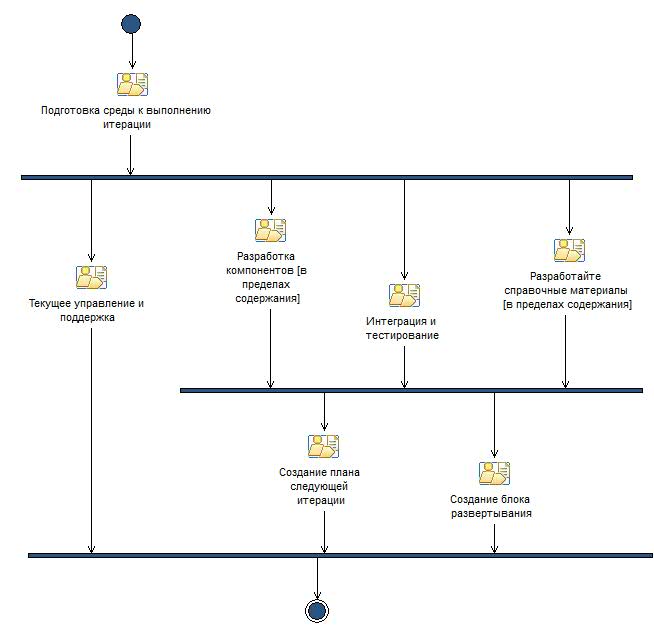 Подготовка среды к выполнению
итерации
Разработка
компонентов [в
пределах
содержания]
Разработайте
справочные материалы
[в пределах содержания]
Текущее управление и
поддержка
Интеграция и
тестирование
Создание плана
следующей
итерации
Создание блока
развертывания